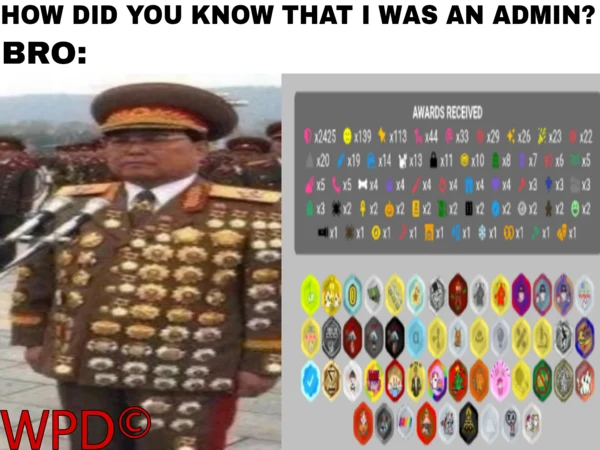 HOW DID YOU KNOW THAT I WAS AN ADMIN?
BRO:
AWARDS RECEIVED
x2425 x139 x113 x44 x33 x29 x26 x23 x22
x20 x19 x14 x13 x11 x10 x8 x7 x6 x5
x5 x5 x4 x4 x4 x4 x4 x4 x3 x3 x3
x3 x2 x2 x2 x2 x2 x2 x2 x2 x2
x1 x1 x1 x1 x1 x1 x1 x1 x1 x1
WPD©